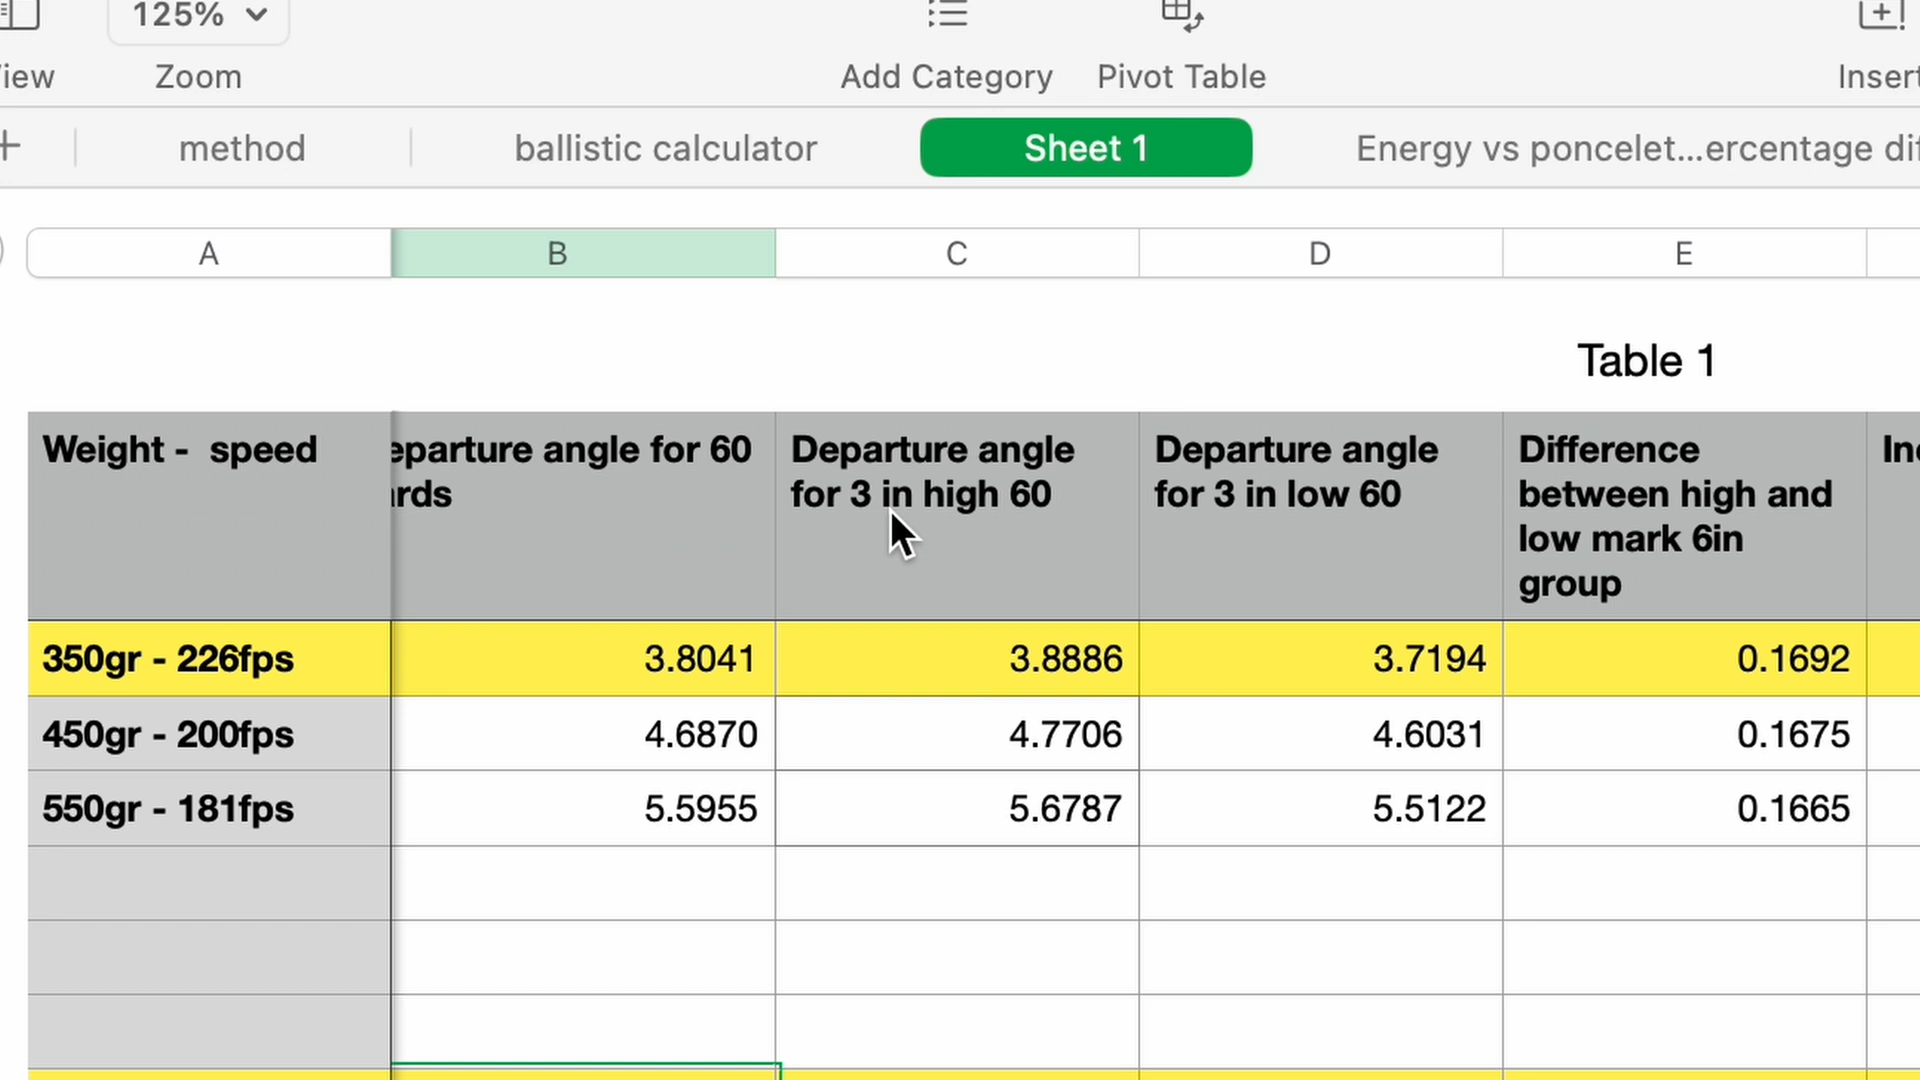 125%
iew
Zoom
Add Category
Pivot Table
Insert
method
ballistic calculator
Sheet 1
Energy vs poncelet...ercentage dif
A
B
C
D
E
Table 1
Weight - speed
eparture angle for 60
rds
Departure angle
for 3 in high 60
Departure angle
for 3 in low 60
Difference
between high and
low mark 6in
group
350gr - 226fps
3.8041
3.8886
3.7194
0.1692
450gr - 200fps
4.6870
4.7706
4.6031
0.1675
550gr - 181fps
5.5955
5.6787
5.5122
0.1665